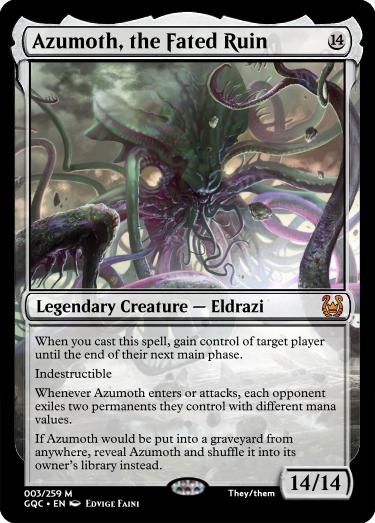 Azumoth, the Fated Ruin
14
Legendary Creature — Eldrazi
When you cast this spell, gain control of target player
until the end of their next main phase.
Indestructible
Whenever Azumoth enters or attacks, each opponent
exiles two permanents they control with different mana
values.
If Azumoth would be put into a graveyard from
anywhere, reveal Azumoth and shuffle it into its
owner's library instead.
14/14
003/259 M
They/them
GQC • EN Edvige Faini